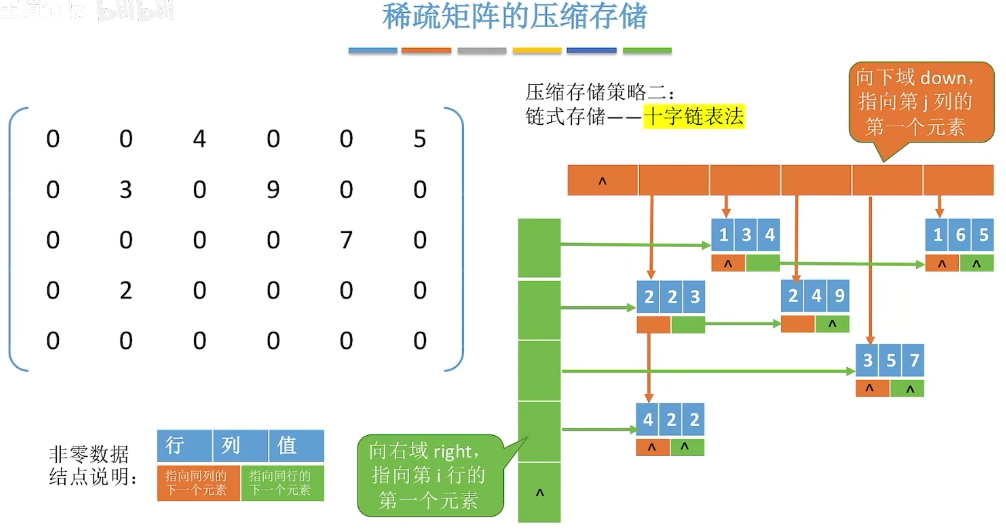 bilibili
稀疏矩阵的压缩存储
压缩存储策略二：
链式存储——十字链表法
向下域 down，
指向第 j 列的
第一个元素
0 0 4 0 0 5
0 3 0 9 0 0
0 0 0 0 7 0
0 2 0 0 0 0
0 0 0 0 0 0
^
1 3 4
^
1 6 5
^ ^
2 2 3
2 4 9
^
3 5 7
^ ^
4 2 2
^ ^
^
向右域 right，
指向第 i 行的
第一个元素
非零数据
结点说明：
行 列 值
指向同列的
下一个元素
指向同行的
下一个元素